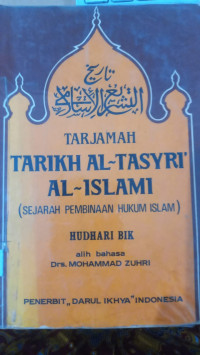 تاريخ
التشريع الإسلامي
TARJAMAH
TARIKH AL-TASYRI'
AL-ISLAMI
(SEJARAH PEMBINAAN HUKUM ISLAM)
HUDHARI BIK
alih bahasa
Drs. MOHAMMAD ZUHRI
PENERBIT „DARUL IKHYA" INDONESIA